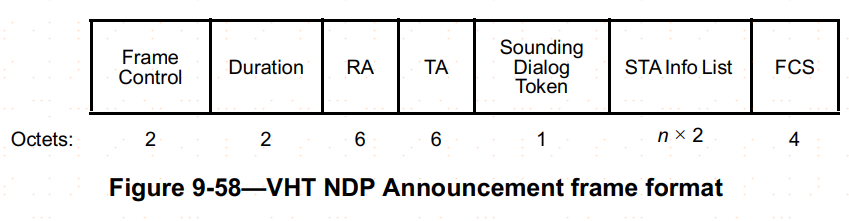 Frame Control
Duration
RA
TA
Sounding Dialog Token
STA Info List
FCS
Octets: 2 2 6 6 1 n × 2 4
Figure 9-58—VHT NDP Announcement frame format